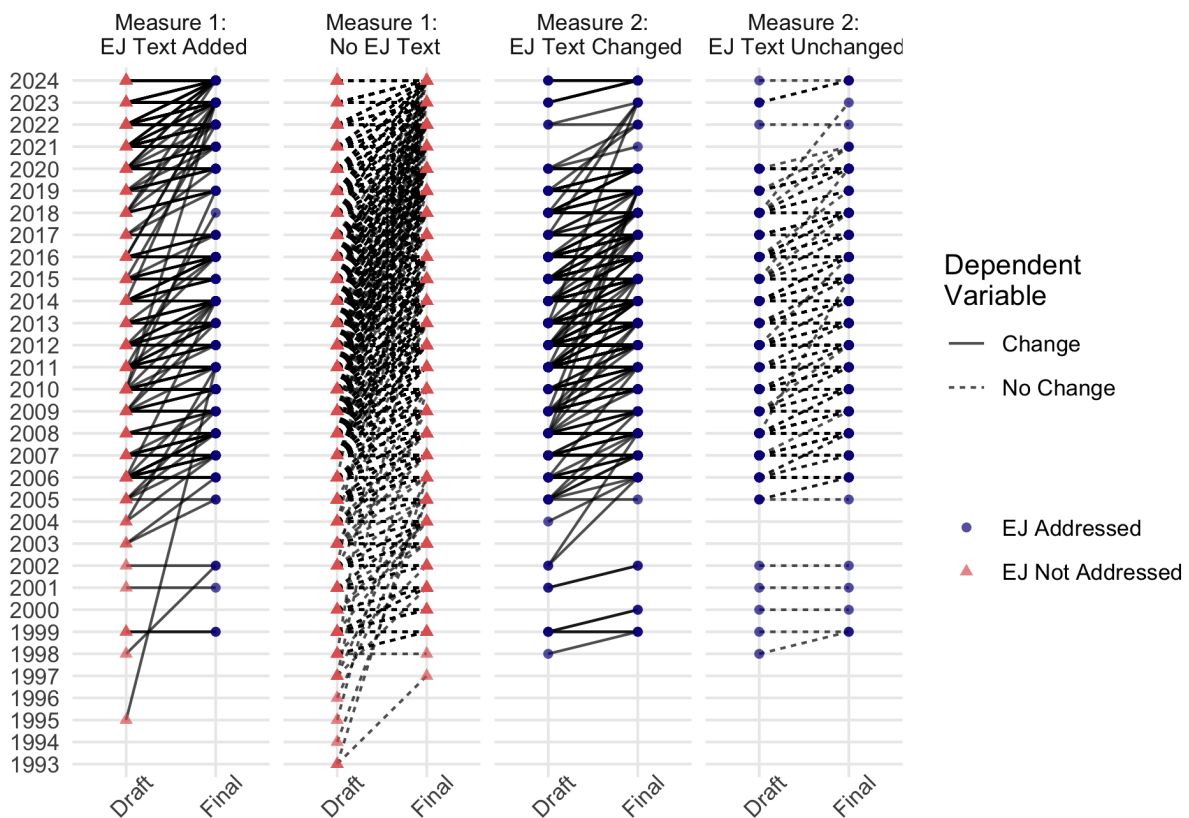 Measure 1:
EJ Text Added
Measure 1:
No EJ Text
Measure 2:
EJ Text Changed
Measure 2:
EJ Text Unchanged
2024
2023
2022
2021
2020
2019
2018
2017
2016
2015
2014
2013
2012
2011
2010
2009
2008
2007
2006
2005
2004
2003
2002
2001
2000
1999
1998
1997
1996
1995
1994
1993
Draft
Final
Draft
Final
Draft
Final
Draft
Final
Dependent
Variable
Change
No Change
EJ Addressed
EJ Not Addressed